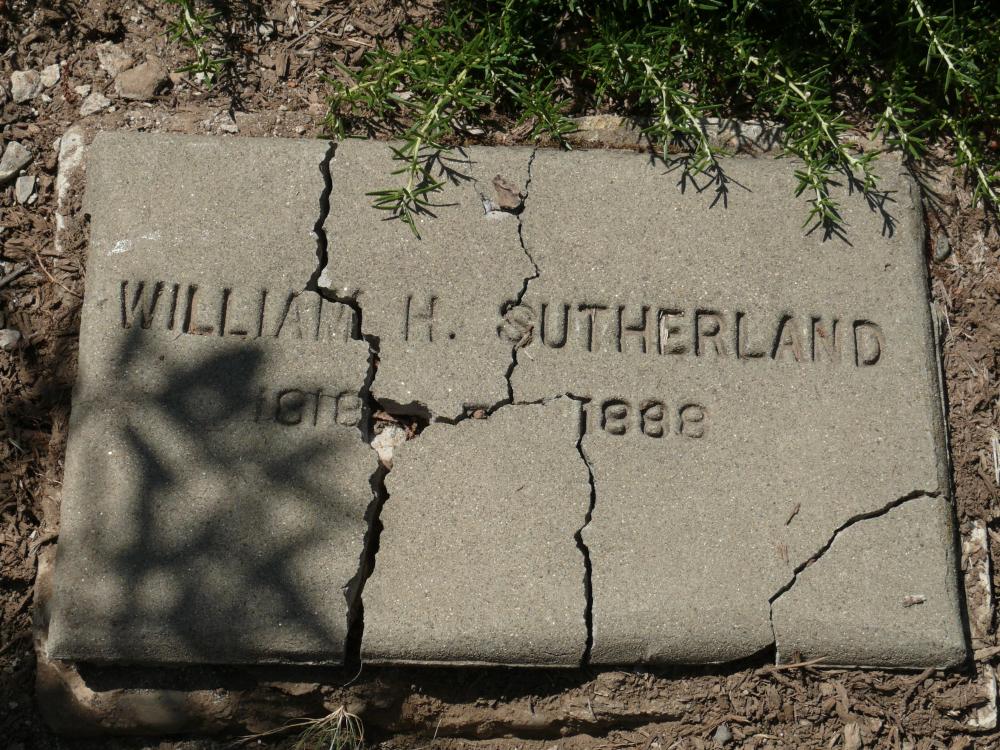 WILLIAM H. SUTHERLAND
1818 - 1888